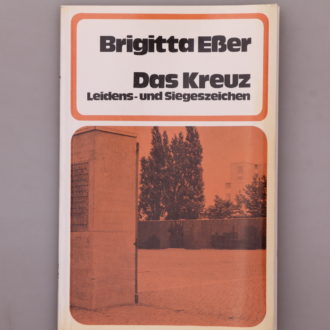 Brigitta Eßer
Das Kreuz
Leidens- und Siegeszeichen